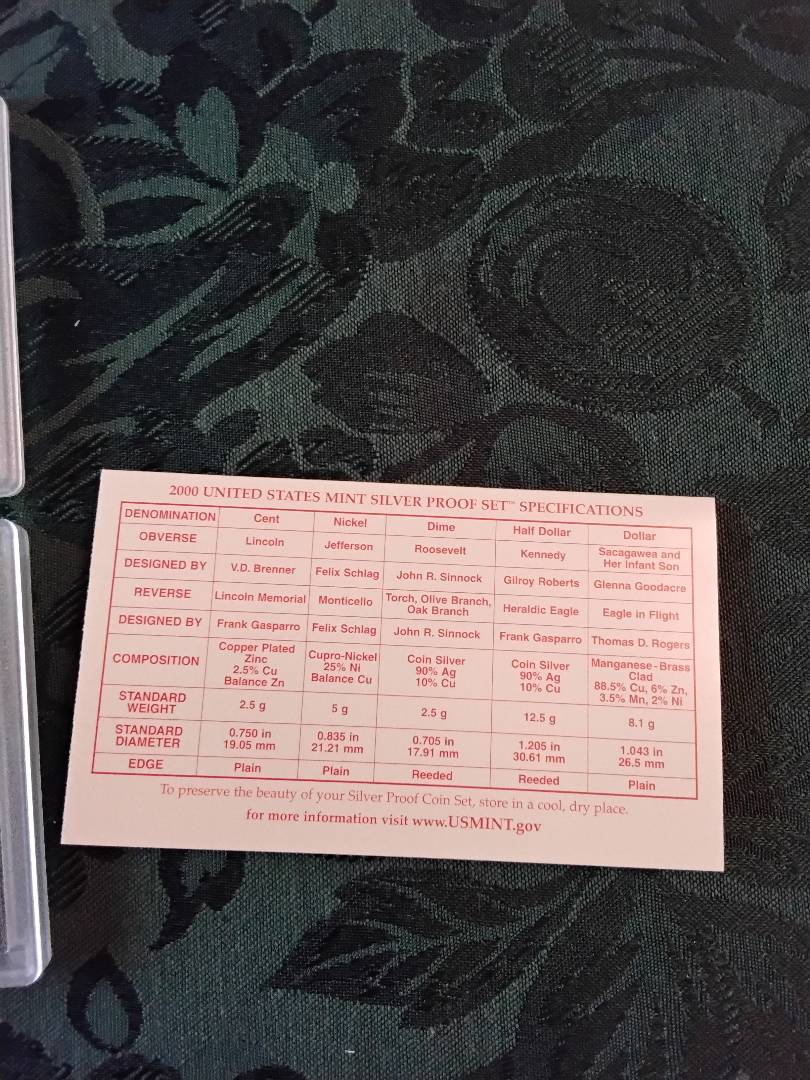 2000 UNITED STATES MINT SILVER PROOF SET™ SPECIFICATIONS
DENOMINATION Cent Nickel Dime Half Dollar Dollar
OBVERSE Lincoln Jefferson Roosevelt Kennedy Sacagawea and
Her Infant Son
DESIGNED BY V.D. Brenner Felix Schlag John R. Sinnock Gilroy Roberts Glenna Goodacre
REVERSE Lincoln Memorial Monticello Torch, Olive Branch, Heraldic Eagle Eagle in Flight
Oak Branch
DESIGNED BY Frank Gasparro Felix Schlag John R. Sinnock Frank Gasparro Thomas D. Rogers
COMPOSITION Copper Plated Cupro-Nickel Coin Silver Coin Silver Manganese-Brass
Zinc 25% Ni 90% Ag 90% Ag Clad
2.5% Cu Balance Cu 10% Cu 10% Cu 88.5% Cu, 6% Zn,
Balance Zn 3.5% Mn, 2% Ni
STANDARD
WEIGHT 2.5 g 5 g 2.5 g 12.5 g 8.1 g
STANDARD 0.750 in 0.835 in 0.705 in 1.205 in 1.043 in
DIAMETER 19.05 mm 21.21 mm 17.91 mm 30.61 mm 26.5 mm
EDGE Plain Plain Reeded Reeded Plain
To preserve the beauty of your Silver Proof Coin Set, store in a cool, dry place.
for more information visit www.USMINT.gov